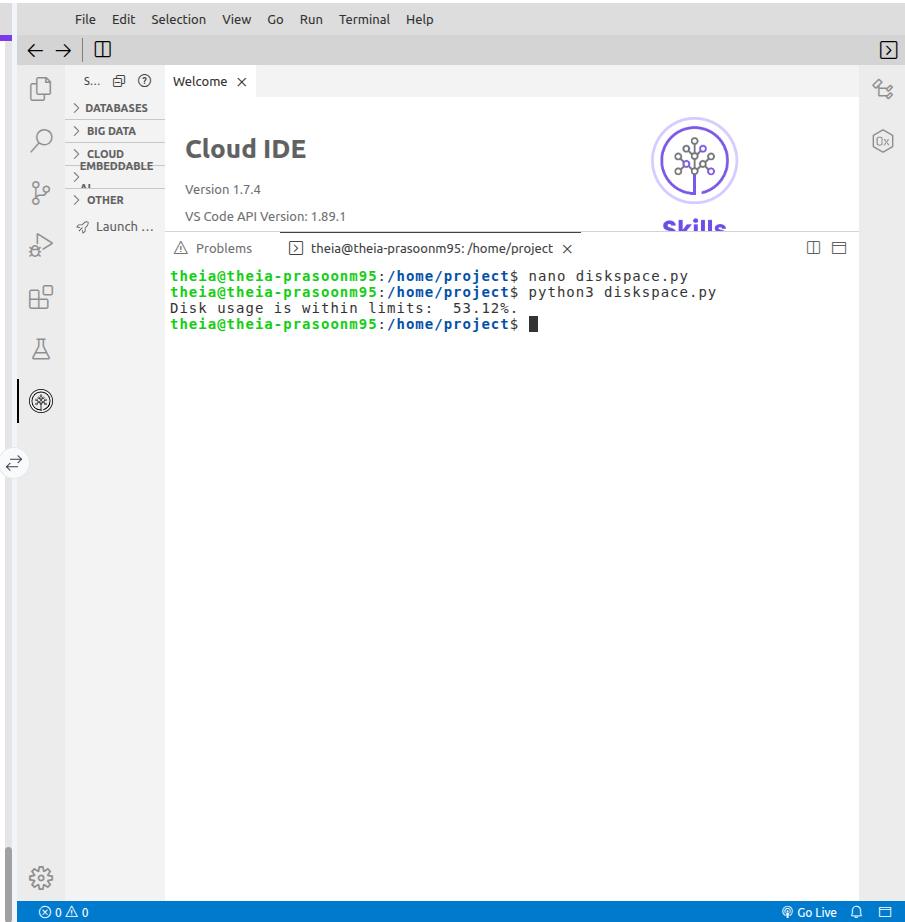 File Edit Selection View Go Run Terminal Help
S...
Welcome
DATABASES
BIG DATA
CLOUD
EMBEDDABLE
AI
OTHER
Launch ...
Cloud IDE
Version 1.7.4
VS Code API Version: 1.89.1
Skills
Problems
theia@theia-prasoonm95: /home/project
theia@theia-prasoonm95:/home/project$ nano diskspace.py
theia@theia-prasoonm95:/home/project$ python3 diskspace.py
Disk usage is within limits:  53.12%.
theia@theia-prasoonm95:/home/project$
0x
0 0
Go Live